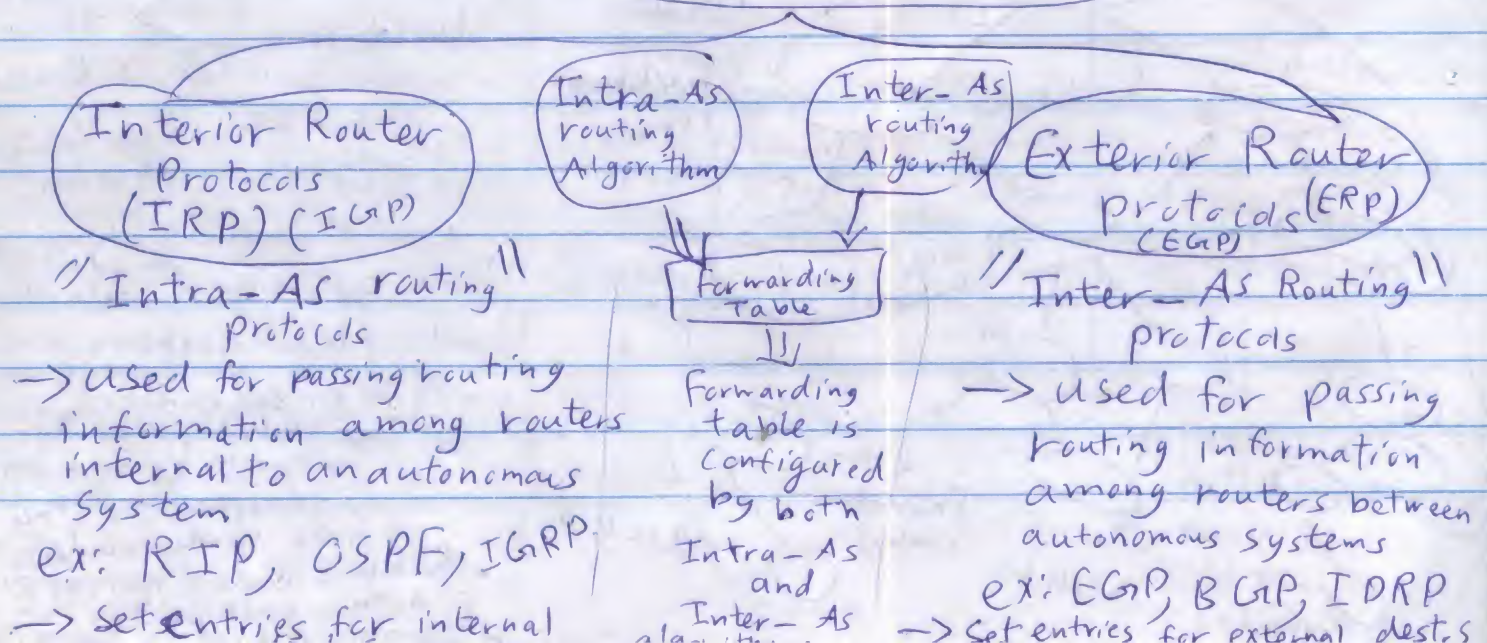 Interior Router
Protocols
(IRP) (IGP)
"Intra-AS routing"
protocols
-> used for passing routing
information among routers
internal to an autonomous
system
ex: RIP, OSPF, IGRP.
-> Set entries for internal
Intra-As
routing
Algorithm
Inter-As
routing
Algorithm
Forwarding
Table
Forwarding
table is
configured
by both
Intra-As
and
Inter-As
Exterior Router
protocols (ERP)
(EGP)
"Inter-As Routing"
protocols
-> used for passing
routing information
among routers between
autonomous systems
ex: EGP, BGP, IDRP
-> Set entries for external dests